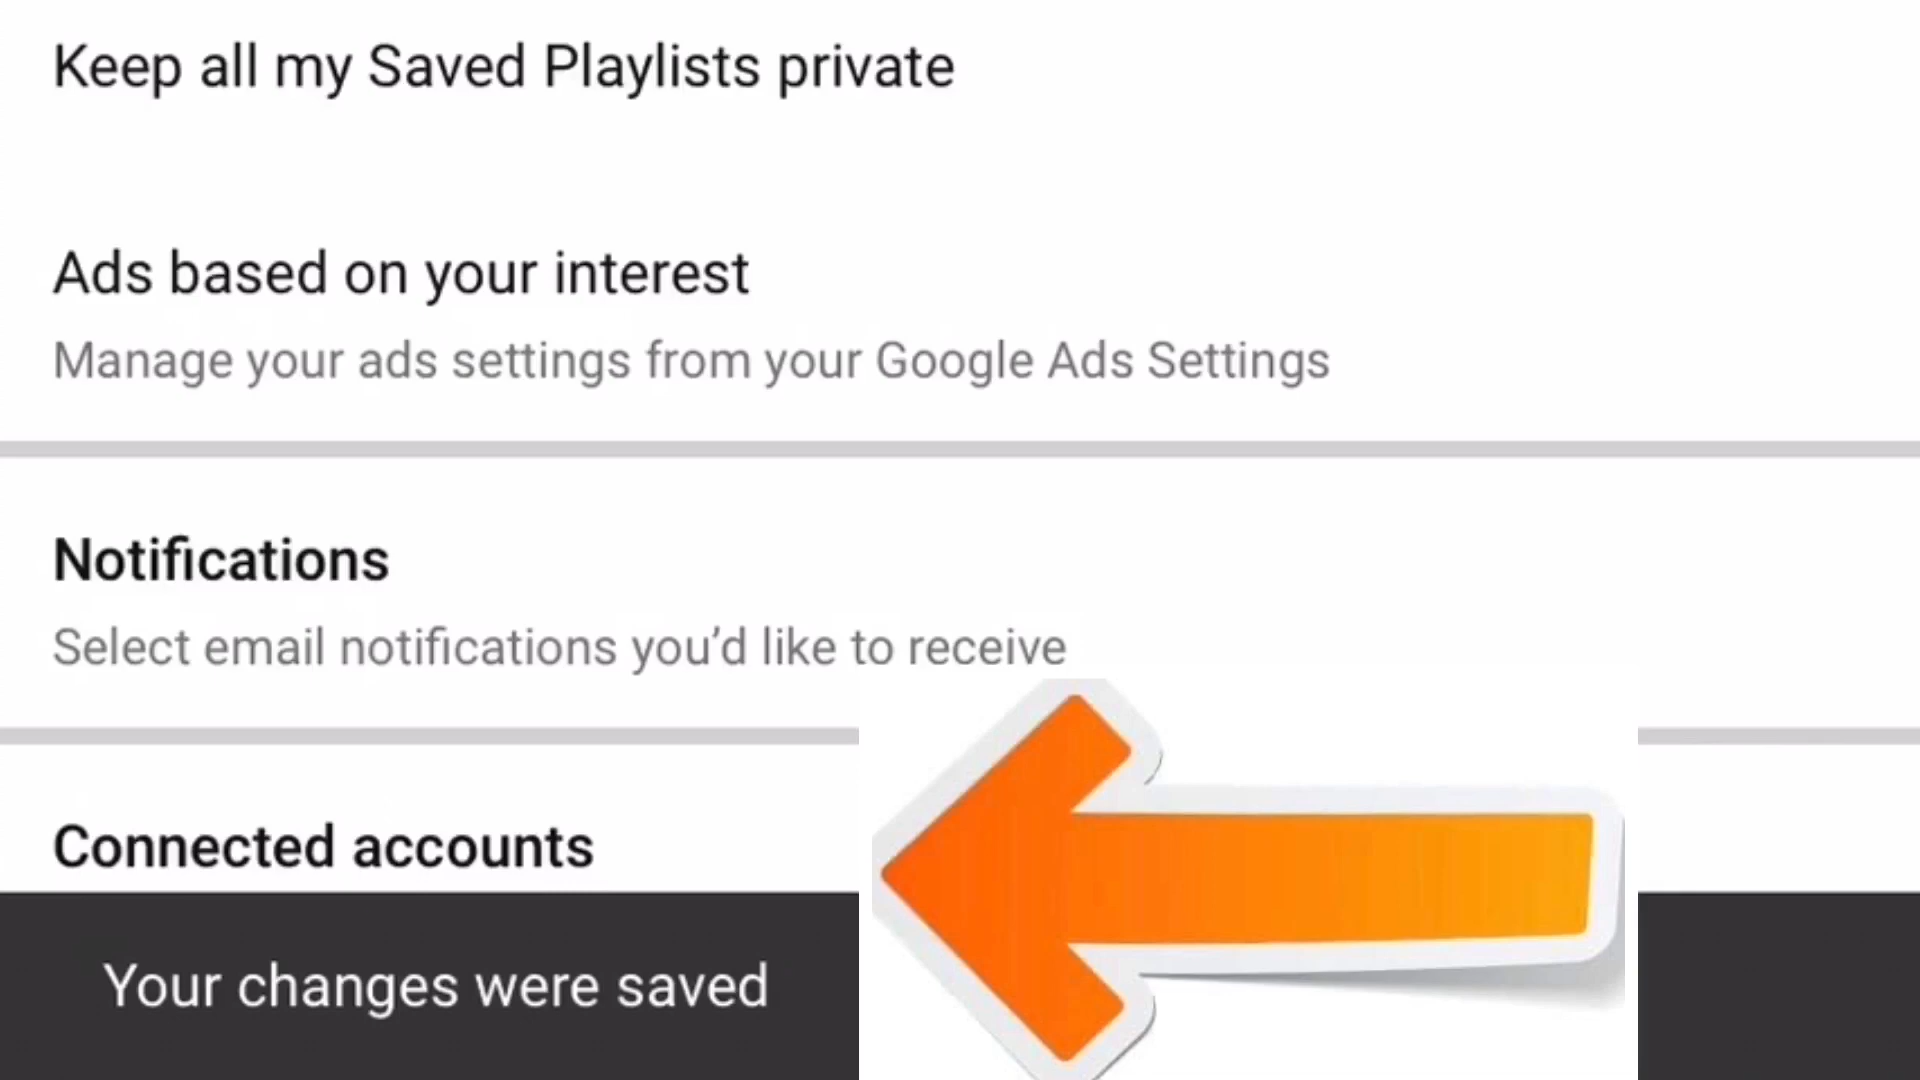 Keep all my Saved Playlists private
Ads based on your interest
Manage your ads settings from your Google Ads Settings
Notifications
Select email notifications you’d like to receive
Connected accounts
Your changes were saved